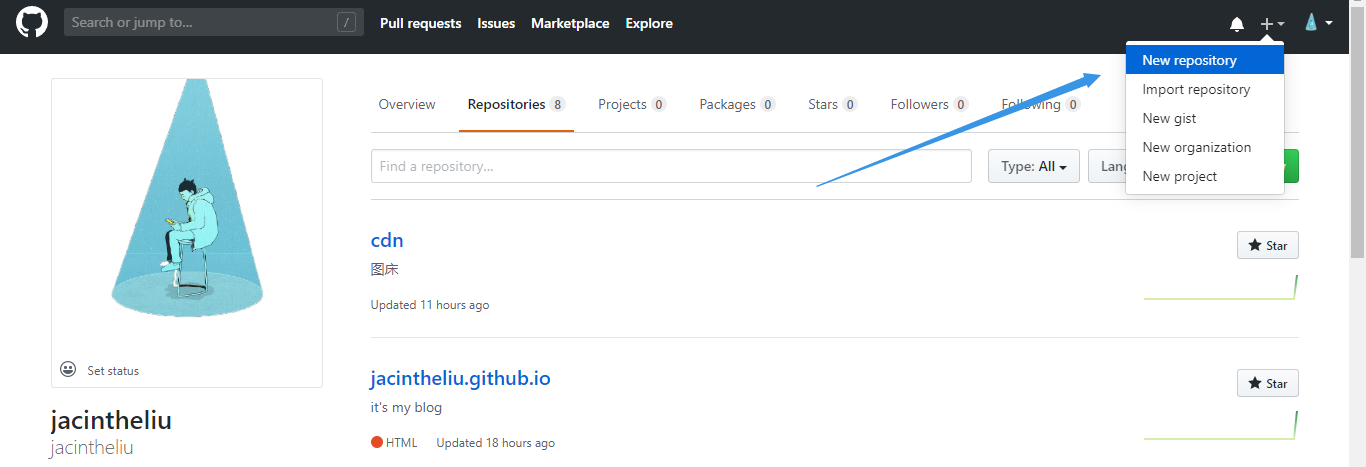 Search or jump to... / Pull requests Issues Marketplace Explore
New repository
Import repository
New gist
New organization
New project
Overview Repositories 8 Projects 0 Packages 0 Stars 0 Followers 0 Following 0
Find a repository... Type: All Lang
cdn
Star
图床
Updated 11 hours ago
Set status
jacintheliu
jacintheliu
jacintheliu.github.io
Star
it's my blog
HTML Updated 18 hours ago